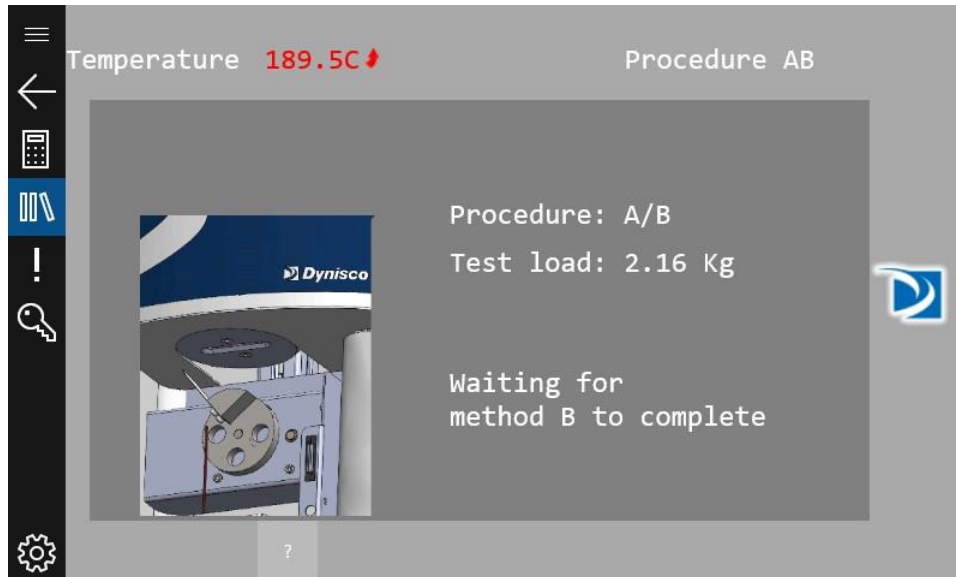 Temperature 189.5C
Procedure AB
Procedure: A/B
Test load: 2.16 Kg
Dynisco
Waiting for
method B to complete
?